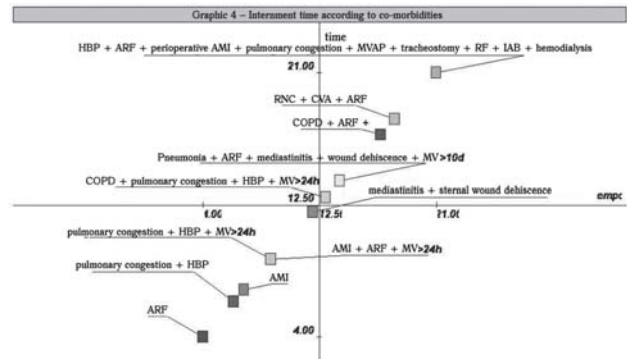 Graphic 4 – Internment time according to co-morbidities
time
HBP + ARF + perioperative AMI + pulmonary congestion + MVAP + tracheostomy + RF + IAB + hemodialysis
21.00
RNC + CVA + ARF
COPD + ARF +
Pneumonia + ARF + mediastinitis + wound dehiscence + MV>10d
COPD + pulmonary congestion + HBP + MV>24h
mediastinitis + sternal wound dehiscence
12.50
empo
12.50
21.00
pulmonary congestion + HBP + MV>24h
AMI + ARF + MV>24h
pulmonary congestion + HBP
AMI
ARF
4.00